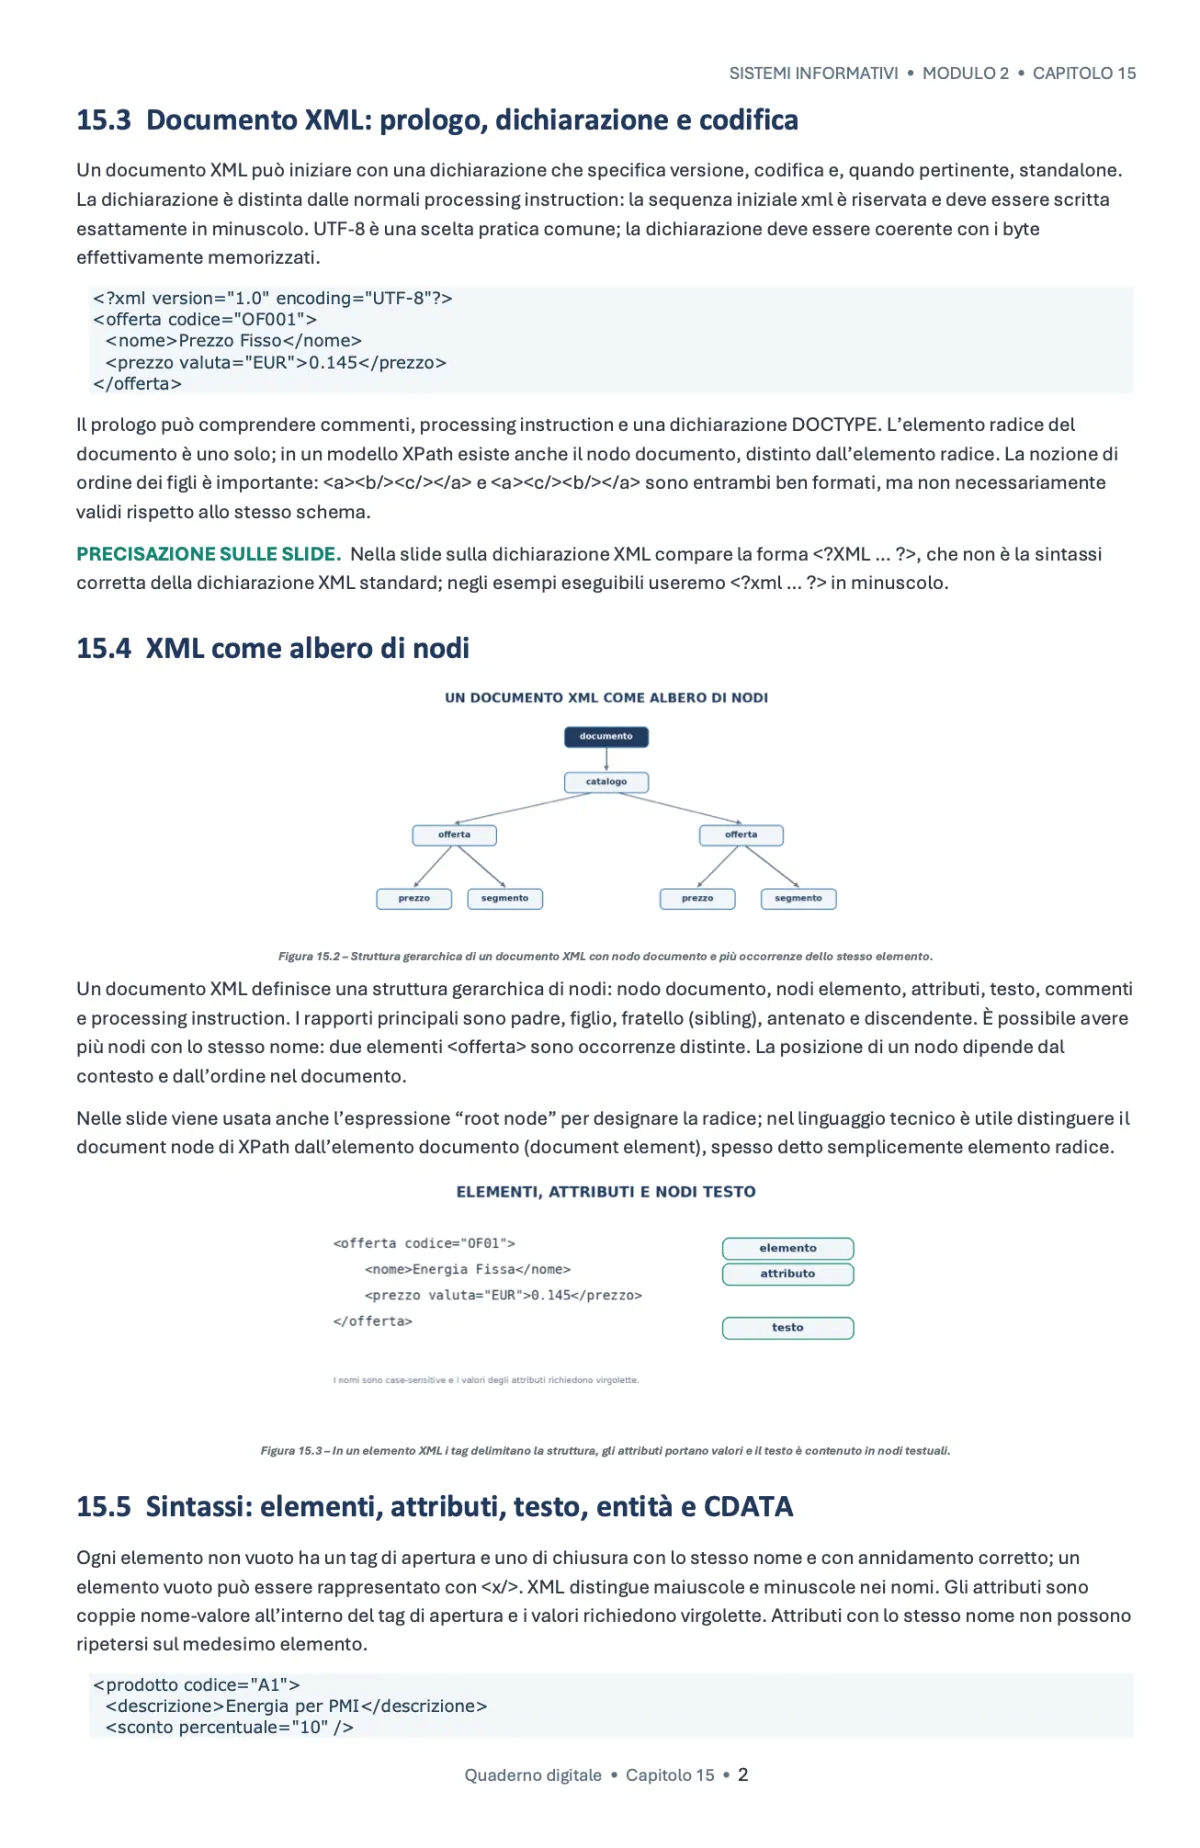 SISTEMI INFORMATIVI • MODULO 2 • CAPITOLO 15
15.3 Documento XML: prologo, dichiarazione e codifica
Un documento XML può iniziare con una dichiarazione che specifica versione, codifica e, quando pertinente, standalone.
La dichiarazione è distinta dalle normali processing instruction: la sequenza iniziale xml è riservata e deve essere scritta
esattamente in minuscolo. UTF-8 è una scelta pratica comune; la dichiarazione deve essere coerente con i byte
effettivamente memorizzati.
<?xml version="1.0" encoding="UTF-8"?>
<offerta codice="OF001">
  <nome>Prezzo Fisso</nome>
  <prezzo valuta="EUR">0.145</prezzo>
</offerta>
Il prologo può comprendere commenti, processing instruction e una dichiarazione DOCTYPE. L’elemento radice del
documento è uno solo; in un modello XPath esiste anche il nodo documento, distinto dall’elemento radice. La nozione di
ordine dei figli è importante: <a><b/><c/></a> e <a><c/><b/></a> sono entrambi ben formati, ma non necessariamente
validi rispetto allo stesso schema.
PRECISAZIONE SULLE SLIDE. Nella slide sulla dichiarazione XML compare la forma <?XML ... ?>, che non è la sintassi
corretta della dichiarazione XML standard; negli esempi eseguibili useremo <?xml ... ?> in minuscolo.
15.4 XML come albero di nodi
UN DOCUMENTO XML COME ALBERO DI NODI
documento
catalogo
offerta offerta
prezzo segmento prezzo segmento
Figura 15.2 – Struttura gerarchica di un documento XML con nodo documento e più occorrenze dello stesso elemento.
Un documento XML definisce una struttura gerarchica di nodi: nodo documento, nodi elemento, attributi, testo, commenti
e processing instruction. I rapporti principali sono padre, figlio, fratello (sibling), antenato e discendente. È possibile avere
più nodi con lo stesso nome: due elementi <offerta> sono occorrenze distinte. La posizione di un nodo dipende dal
contesto e dall’ordine nel documento.
Nelle slide viene usata anche l’espressione “root node” per designare la radice; nel linguaggio tecnico è utile distinguere il
document node di XPath dall’elemento documento (document element), spesso detto semplicemente elemento radice.
ELEMENTI, ATTRIBUTI E NODI TESTO
<offerta codice="OF01"> elemento
<nome>Energia Fissa</nome> attributo
<prezzo valuta="EUR">0.145</prezzo>
</offerta> testo
I nomi sono case-sensitive e i valori degli attributi richiedono virgolette.
Figura 15.3 – In un elemento XML i tag delimitano la struttura, gli attributi portano valori e il testo è contenuto in nodi testuali.
15.5 Sintassi: elementi, attributi, testo, entità e CDATA
Ogni elemento non vuoto ha un tag di apertura e uno di chiusura con lo stesso nome e con annidamento corretto; un
elemento vuoto può essere rappresentato con <x/>. XML distingue maiuscole e minuscole nei nomi. Gli attributi sono
coppie nome-valore all’interno del tag di apertura e i valori richiedono virgolette. Attributi con lo stesso nome non possono
ripetersi sul medesimo elemento.
<prodotto codice="A1">
  <descrizione>Energia per PMI</descrizione>
  <sconto percentuale="10" />
Quaderno digitale • Capitolo 15 • 2